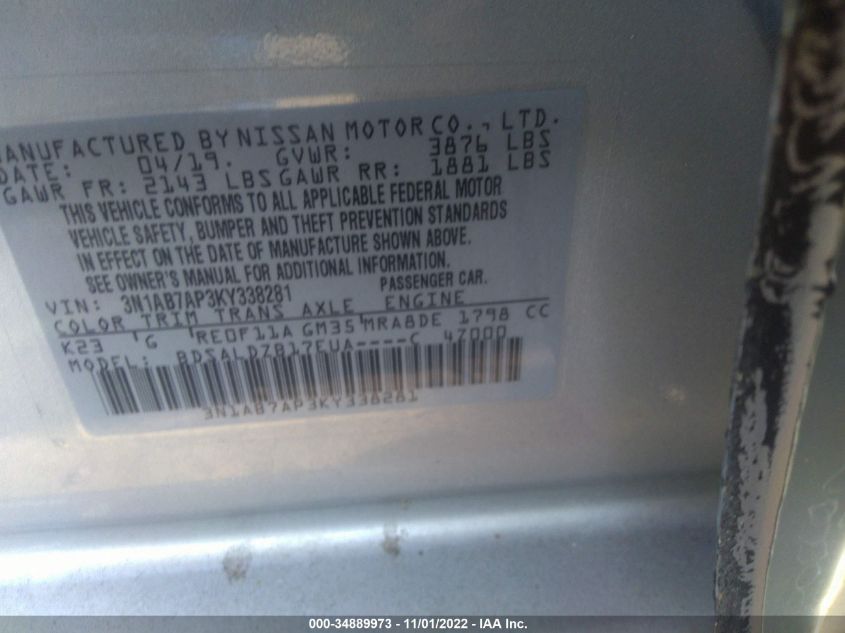 MANUFACTURED BY NISSAN MOTOR CO., LTD.
DATE: 04/19. GVWR: 3876 LBS
GAWR FR: 2143 LBS GAWR RR: 1881 LBS
THIS VEHICLE CONFORMS TO ALL APPLICABLE FEDERAL MOTOR
VEHICLE SAFETY, BUMPER AND THEFT PREVENTION STANDARDS
IN EFFECT ON THE DATE OF MANUFACTURE SHOWN ABOVE.
SEE OWNER'S MANUAL FOR ADDITIONAL INFORMATION.
VIN: 3N1AB7AP3KY338281 PASSENGER CAR.
COLOR TRIM TRANS AXLE ENGINE
K23 G RE0F11A GM35 MRA8DE 1798 CC
MODEL: BDSALDZB17EUA----C 47000
3N1AB7AP3KY338281
000-34889973 - 11/01/2022 - IAA Inc.